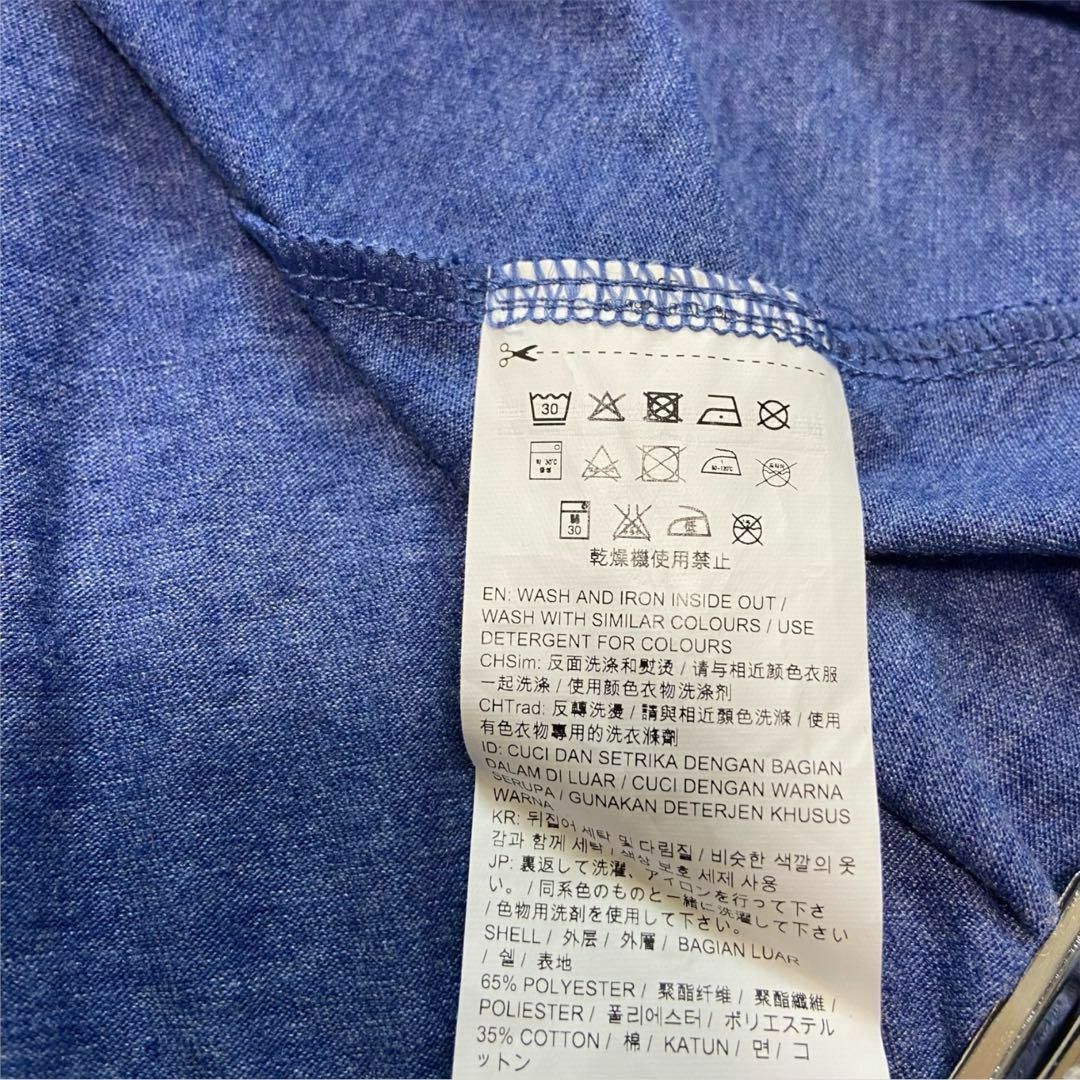 30
약 30℃
중성
1
80-120℃
30
低
乾燥機使用禁止
EN: WASH AND IRON INSIDE OUT /
WASH WITH SIMILAR COLOURS / USE
DETERGENT FOR COLOURS
CHSim: 反面洗涤和熨烫 / 请与相近颜色衣服
一起洗涤 / 使用颜色衣物洗涤剂
CHTrad: 反轉洗燙 / 請與相近顏色洗滌 / 使用
有色衣物專用的洗衣滌劑
ID: CUCI DAN SETRIKA DENGAN BAGIAN
DALAM DI LUAR / CUCI DENGAN WARNA
SERUPA / GUNAKAN DETERJEN KHUSUS
WARNA
KR: 뒤집어 세탁 및 다림질 / 비슷한 색깔의 옷
감과 함께 세탁 / 색상 보호 세제 사용
JP: 裏返して洗濯、アイロンを行って下さ
い。 / 同系色のものと一緒に洗濯して下さい
/ 色物用洗剤を使用して下さい。
SHELL / 外层 / 外層 / BAGIAN LUAR
/ 쉘 / 表地
65% POLYESTER / 聚酯纤维 / 聚酯纖維 /
POLIESTER / 폴리에스터 / ポリエステル
35% COTTON / 棉 / KATUN / 면 / コ
ットン